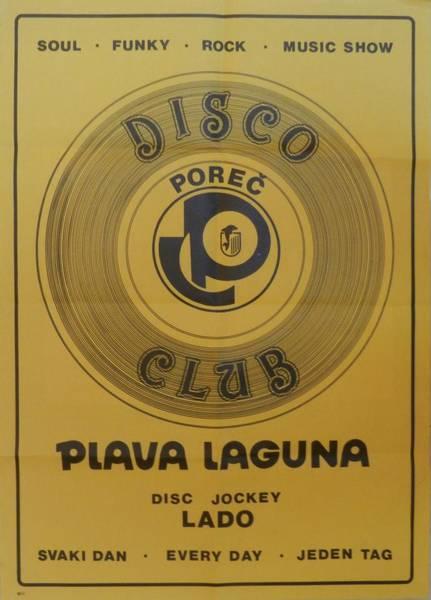 SOUL · FUNKY · ROCK · MUSIC SHOW
DISCO
POREČ
CLUB
PLAVA LAGUNA
DISC JOCKEY
LADO
SVAKI DAN · EVERY DAY · JEDEN TAG